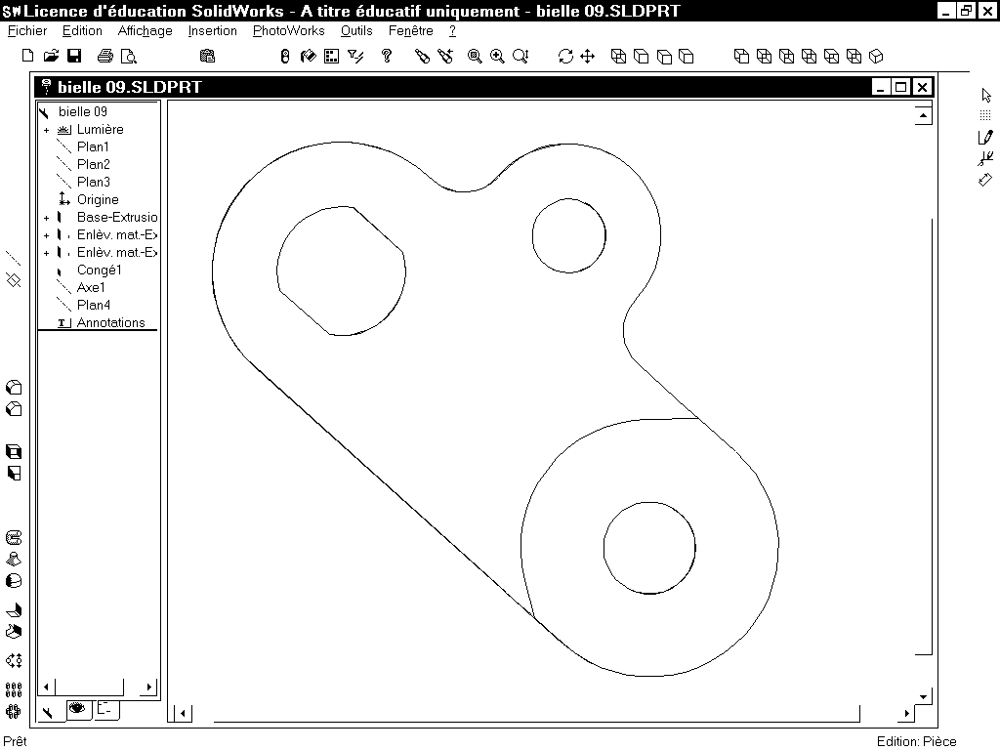 SW Licence d'éducation SolidWorks - A titre éducatif uniquement - bielle 09.SLDPRT
Fichier Edition Affichage Insertion PhotoWorks Outils Fenêtre ?
bielle 09.SLDPRT
bielle 09
+ Lumière
Plan1
Plan2
Plan3
Origine
+ Base-Extrusio
+ Enlèv. mat.-Ex
+ Enlèv. mat.-Ex
Congé1
Axe1
Plan4
T Annotations
Prêt Edition: Pièce